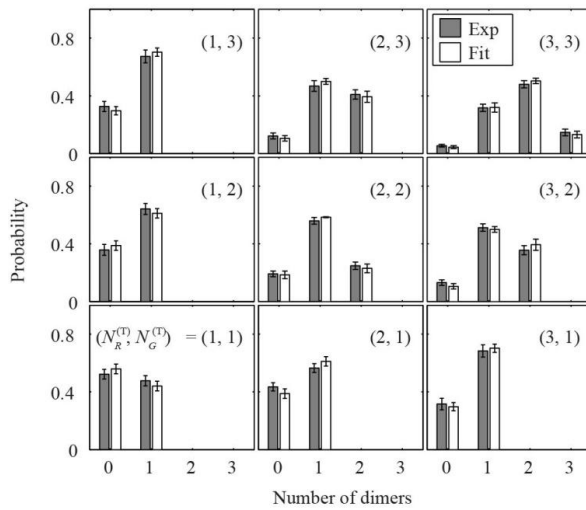 0.8
(1, 3)
(2, 3)
Exp
Fit
(3, 3)
0.4
0
0.8
(1, 2)
(2, 2)
(3, 2)
0.4
0
Probability
0.8
(N_R^(T), N_G^(T)) = (1, 1)
(2, 1)
(3, 1)
0.4
0
0 1 2 3
0 1 2 3
0 1 2 3
Number of dimers